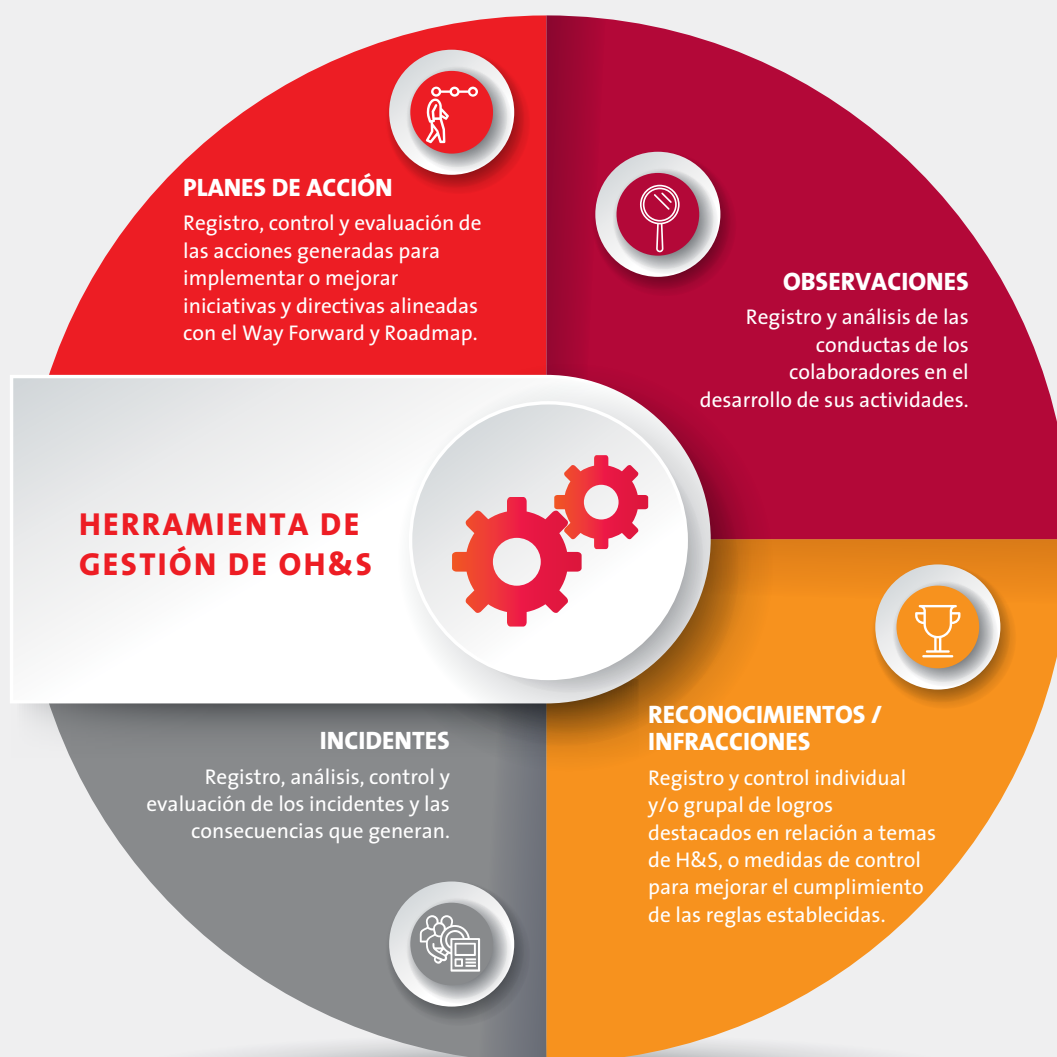 PLANES DE ACCIÓN
Registro, control y evaluación de
las acciones generadas para
implementar o mejorar
iniciativas y directivas alineadas
con el Way Forward y Roadmap.
OBSERVACIONES
Registro y análisis de las
conductas de los
colaboradores en el
desarrollo de sus actividades.
HERRAMIENTA DE
GESTIÓN DE OH&S
INCIDENTES
Registro, análisis, control y
evaluación de los incidentes y las
consecuencias que generan.
RECONOCIMIENTOS /
INFRACCIONES
Registro y control individual
y/o grupal de logros
destacados en relación a temas
de H&S, o medidas de control
para mejorar el cumplimiento
de las reglas establecidas.